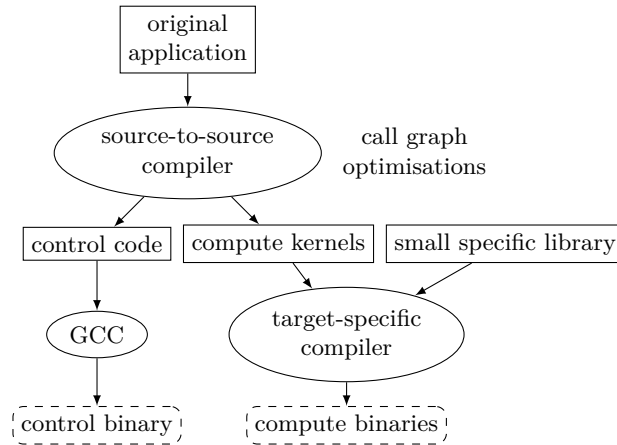 original
application
source-to-source
compiler
call graph
optimisations
control code
compute kernels
small specific library
GCC
target-specific
compiler
control binary
compute binaries